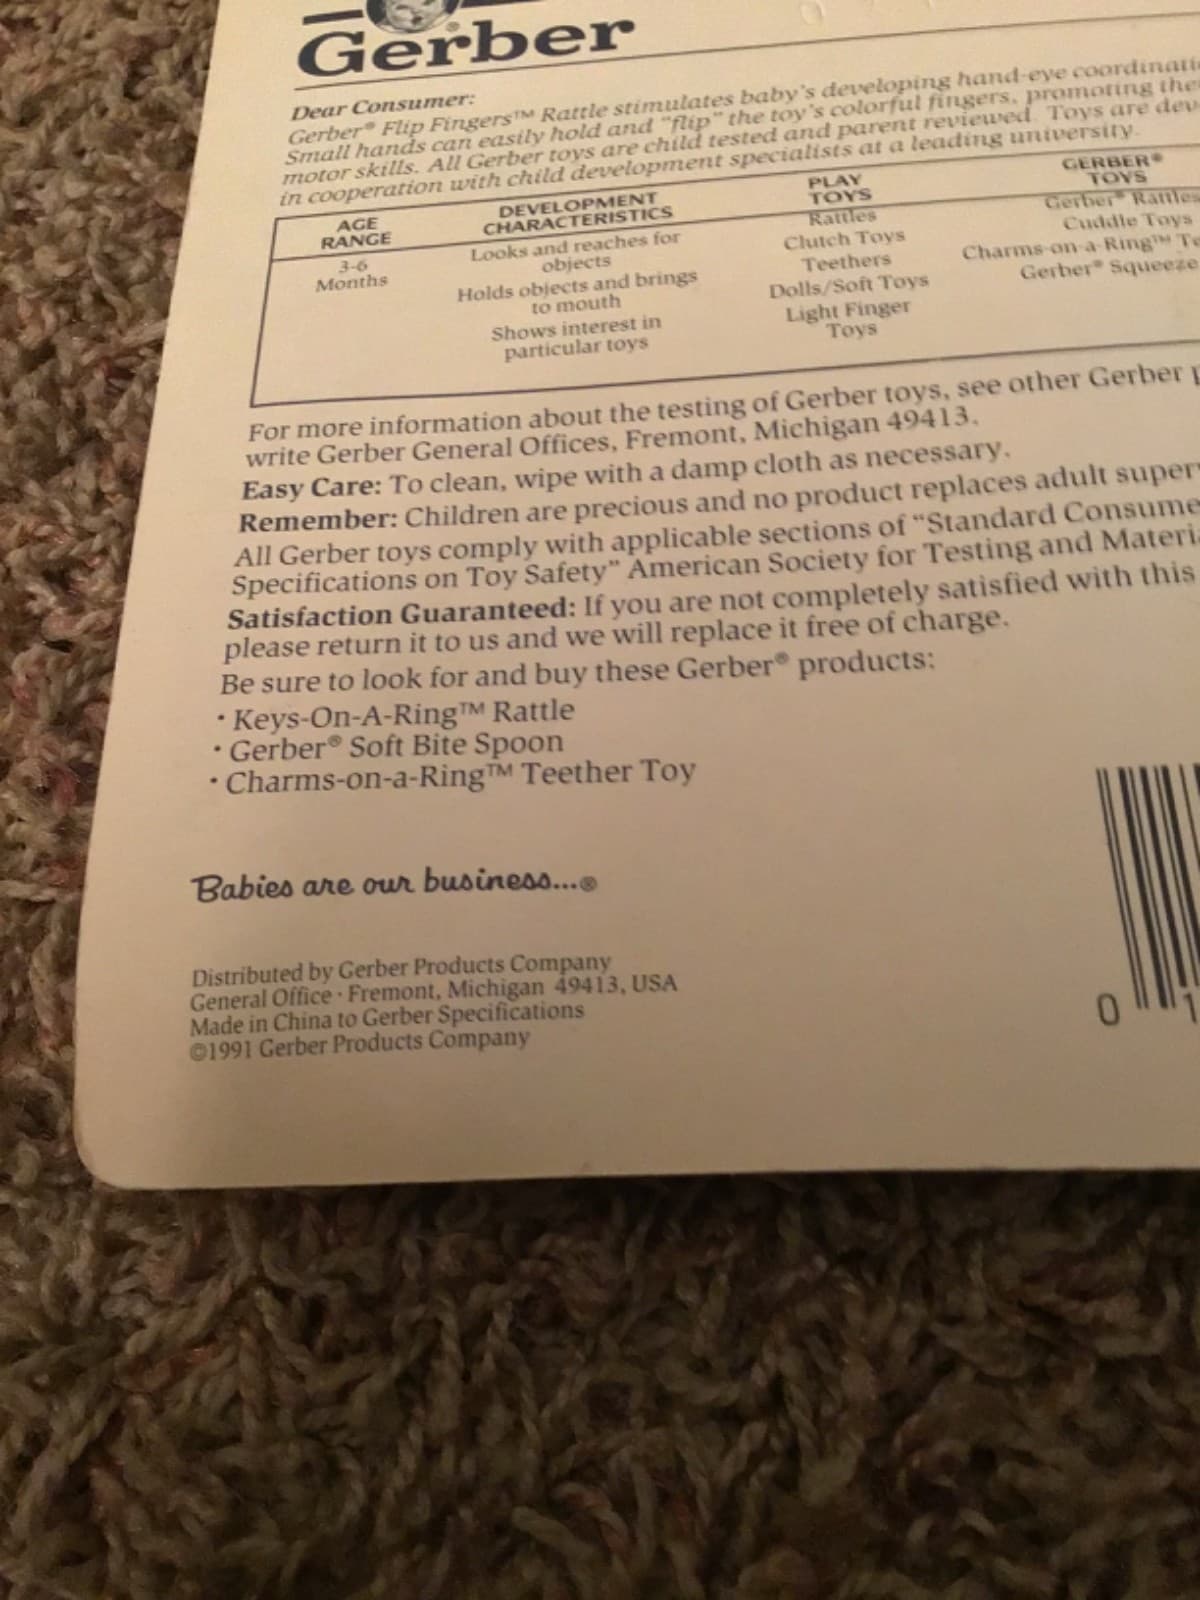 Gerber
Dear Consumer:
Gerber® Flip Fingers™ Rattle stimulates baby's developing hand-eye
Small hands can easily hold and "flip" the toy's colorful fingers, promoting
motor skills. All Gerber toys are child tested and parent reviewed. Toys are
in cooperation with child development specialists at a leading university.
AGE RANGE
DEVELOPMENT CHARACTERISTICS
PLAY TOYS
GERBER® TOYS
3-6
Months
Looks and reaches for
objects
Holds objects and brings
to mouth
Shows interest in
particular toys
Rattles
Clutch Toys
Teethers
Dolls/Soft Toys
Light Finger
Toys
Gerber® Rattles
Cuddle Toys
Charms-on-a-Ring™
Gerber® Squeeze
For more information about the testing of Gerber toys, see other Gerber
write Gerber General Offices, Fremont, Michigan 49413.
Easy Care: To clean, wipe with a damp cloth as necessary.
Remember: Children are precious and no product replaces adult
All Gerber toys comply with applicable sections of "Standard
Specifications on Toy Safety" American Society for Testing and
Satisfaction Guaranteed: If you are not completely satisfied with this
please return it to us and we will replace it free of charge.
Be sure to look for and buy these Gerber® products:
· Keys-On-A-Ring™ Rattle
· Gerber® Soft Bite Spoon
· Charms-on-a-Ring™ Teether Toy
Babies are our business...®
Distributed by Gerber Products Company
General Office · Fremont, Michigan 49413, USA
Made in China to Gerber Specifications
©1991 Gerber Products Company
0 1